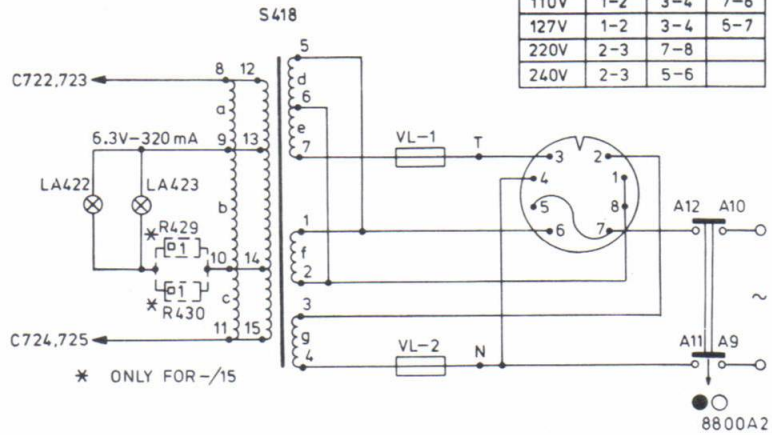 110V 1-2 3-4 7-6
127V 1-2 3-4 5-7
220V 2-3 7-8
240V 2-3 5-6
S418
5
C722,723 8 12
d
6
a
e
6.3V-320mA 9 13
7
VL-1 T
3 2
4 1
LA422 LA423
b
5 8
A12 A10
1
6 7
* R429
1
f
10 14
2
1
c
* R430
3
~
g
C724,725 11 15
4
VL-2 N
A11 A9
* ONLY FOR -/15
8800A2